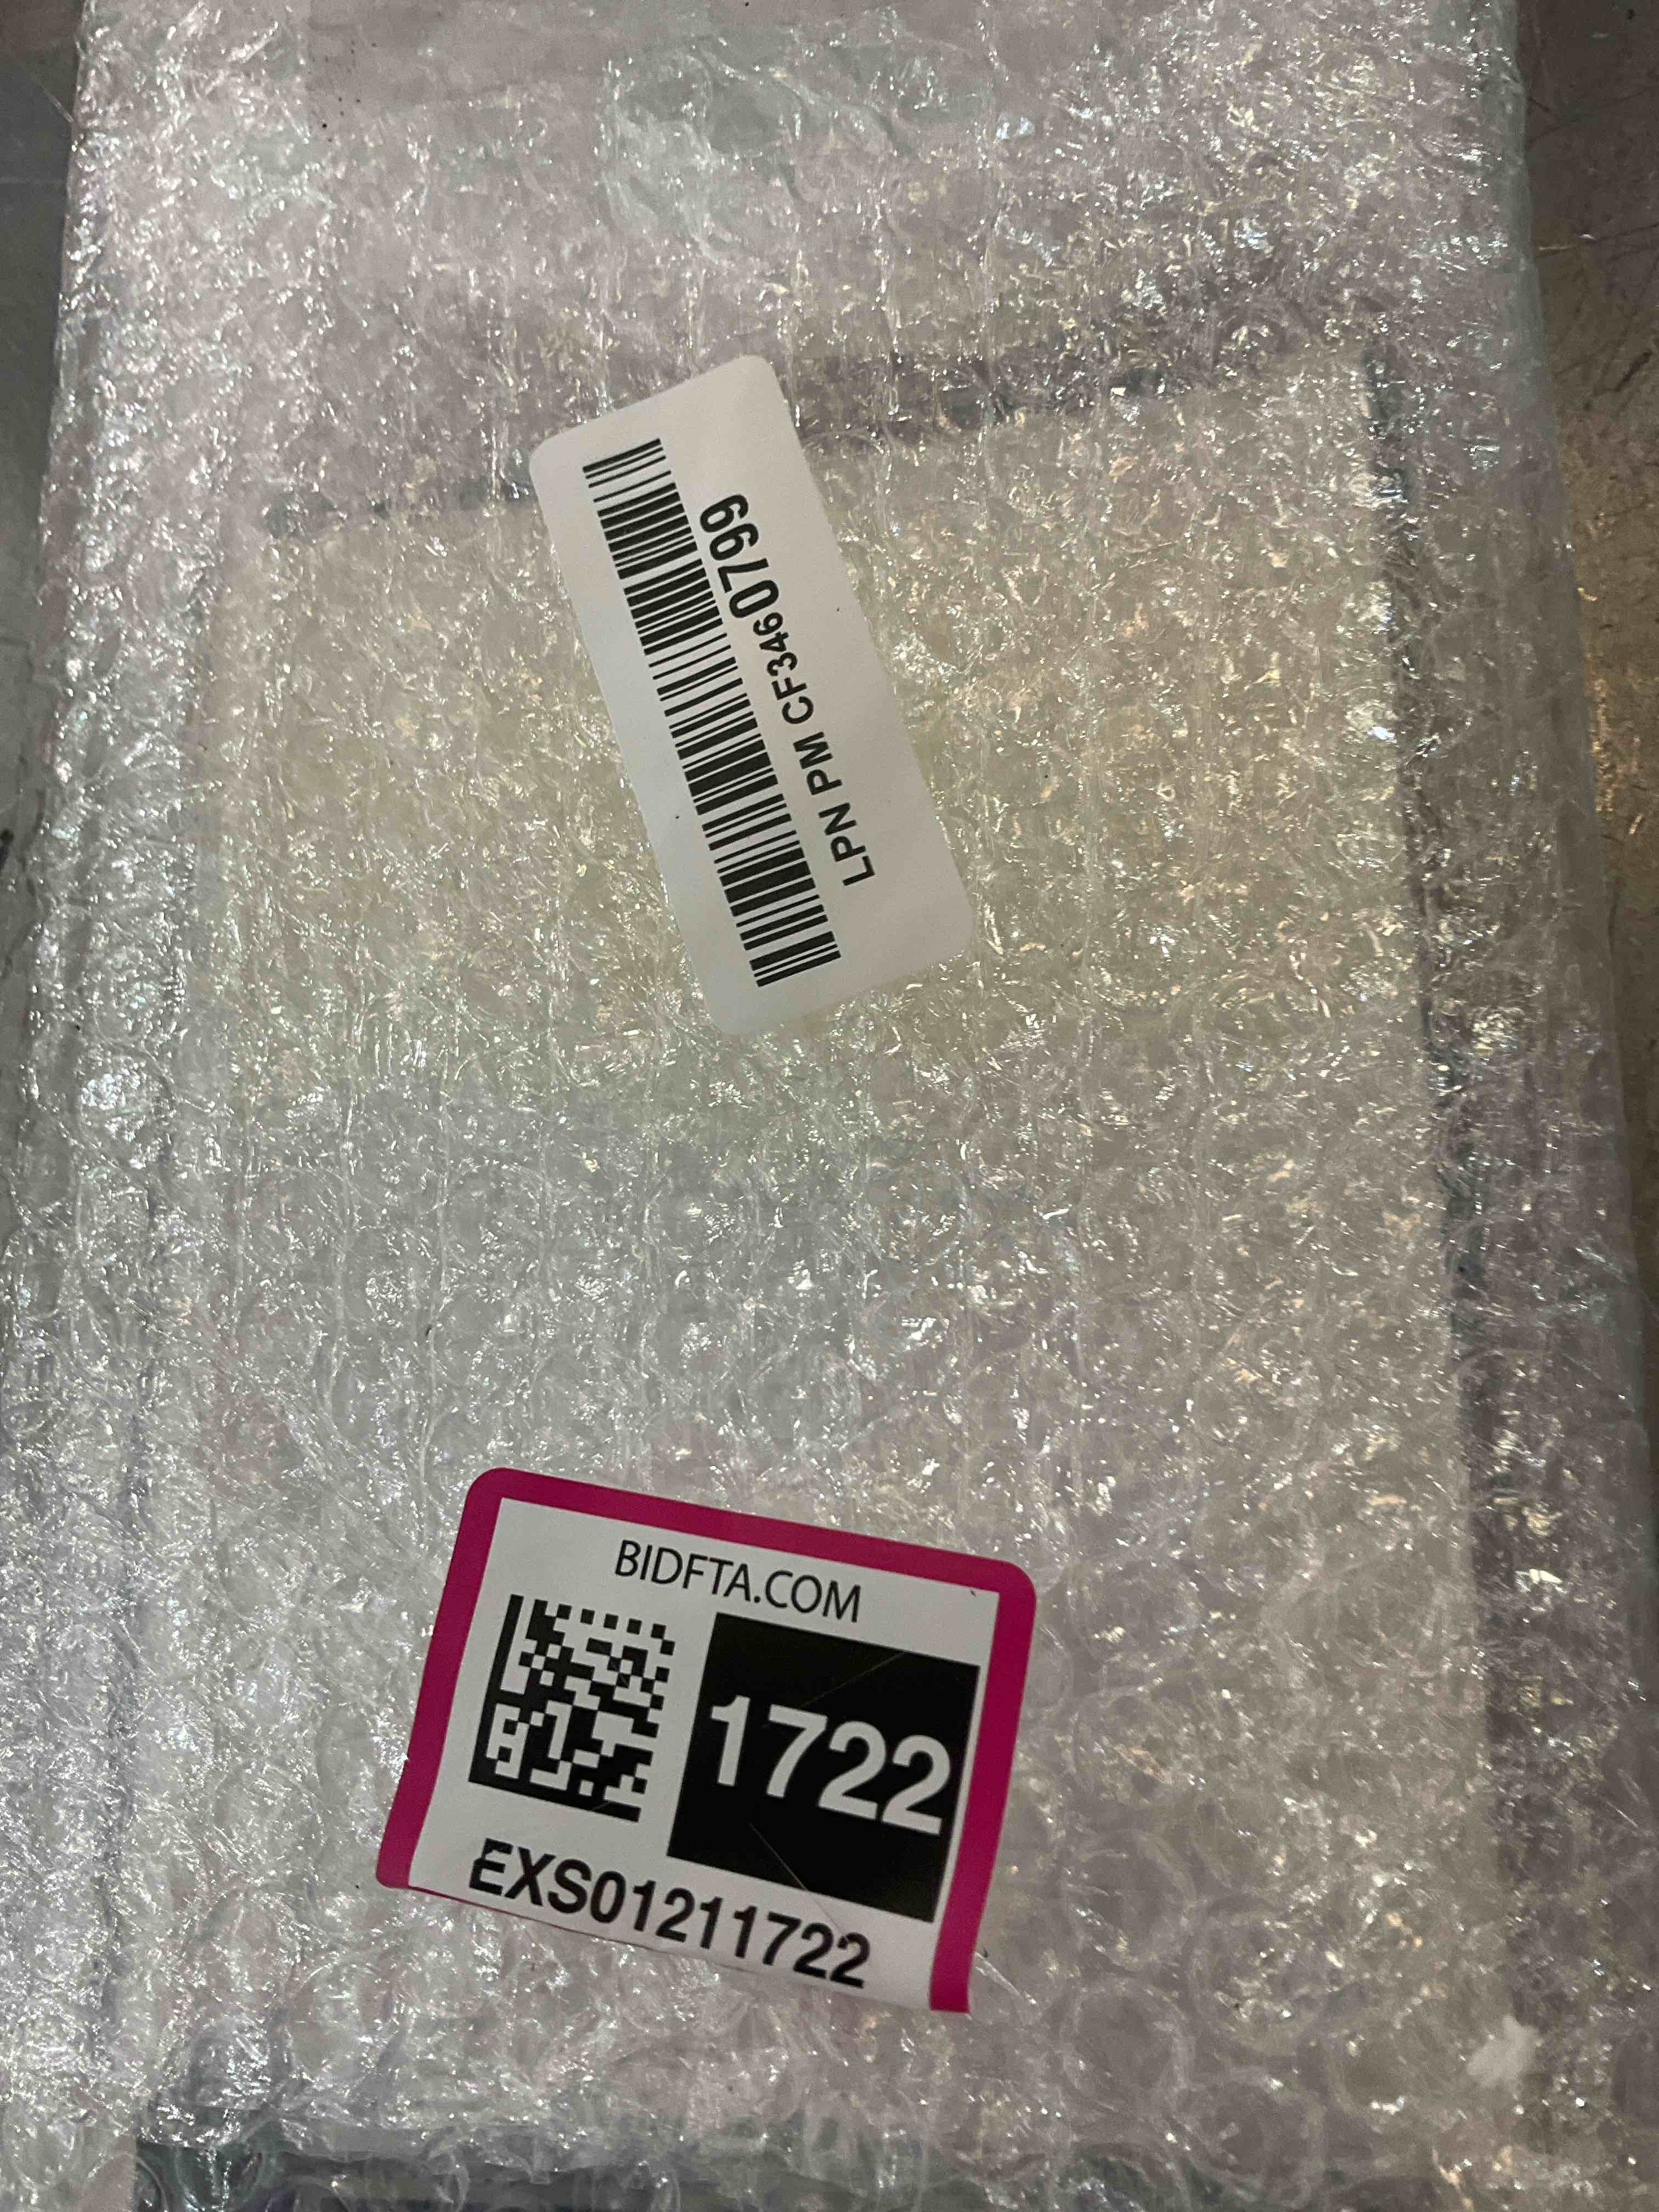 LPN PM CF3460799
BIDFTA.COM
1722
EXS01211722